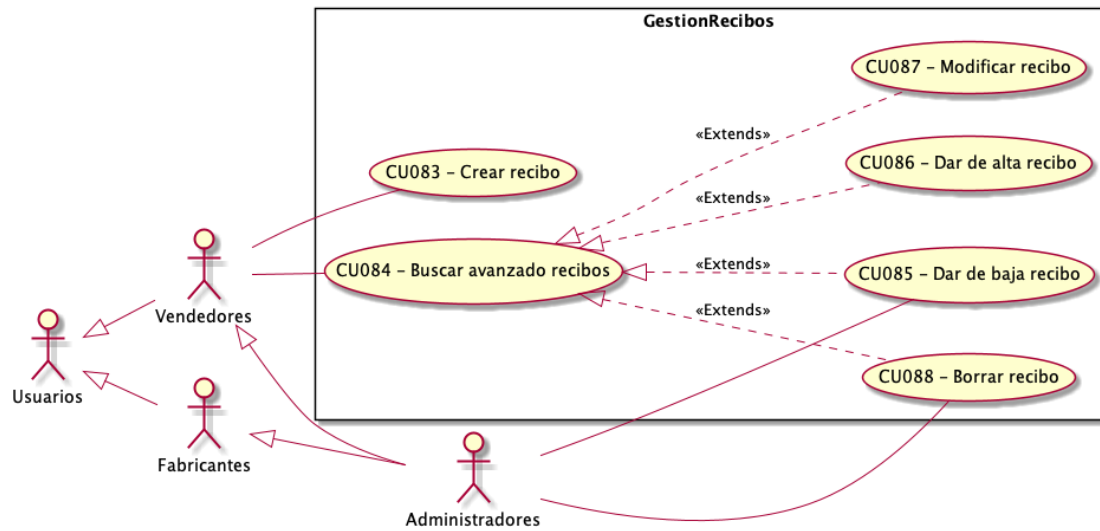 GestionRecibos
CU087 – Modificar recibo
«Extends»
CU083 – Crear recibo
CU086 – Dar de alta recibo
«Extends»
CU084 – Buscar avanzado recibos
«Extends»
CU085 – Dar de baja recibo
«Extends»
Vendedores
CU088 – Borrar recibo
Usuarios
Fabricantes
Administradores